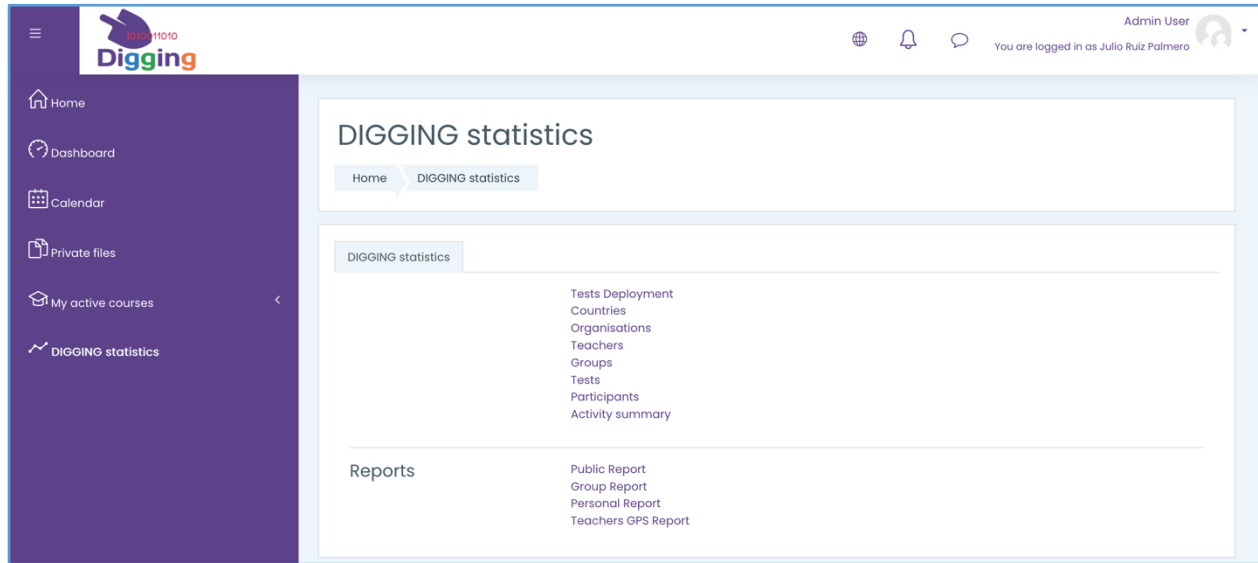 Admin User
You are logged in as Julio Ruiz Palmero
1010011010
Digging
Home
Dashboard
Calendar
Private files
My active courses
DIGGING statistics
DIGGING statistics
Home DIGGING statistics
DIGGING statistics
Tests Deployment
Countries
Organisations
Teachers
Groups
Tests
Participants
Activity summary
Reports
Public Report
Group Report
Personal Report
Teachers GPS Report